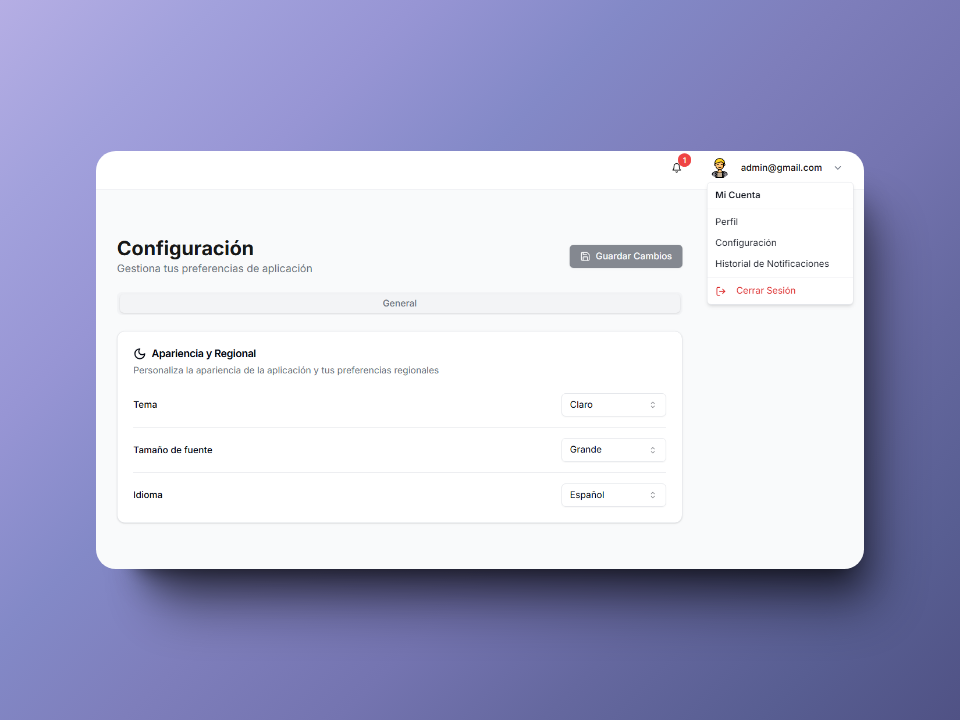 1
admin@gmail.com
Mi Cuenta
Perfil
Configuración
Historial de Notificaciones
Cerrar Sesión
Configuración
Gestiona tus preferencias de aplicación
Guardar Cambios
General
Apariencia y Regional
Personaliza la apariencia de la aplicación y tus preferencias regionales
Tema
Claro
Tamaño de fuente
Grande
Idioma
Español